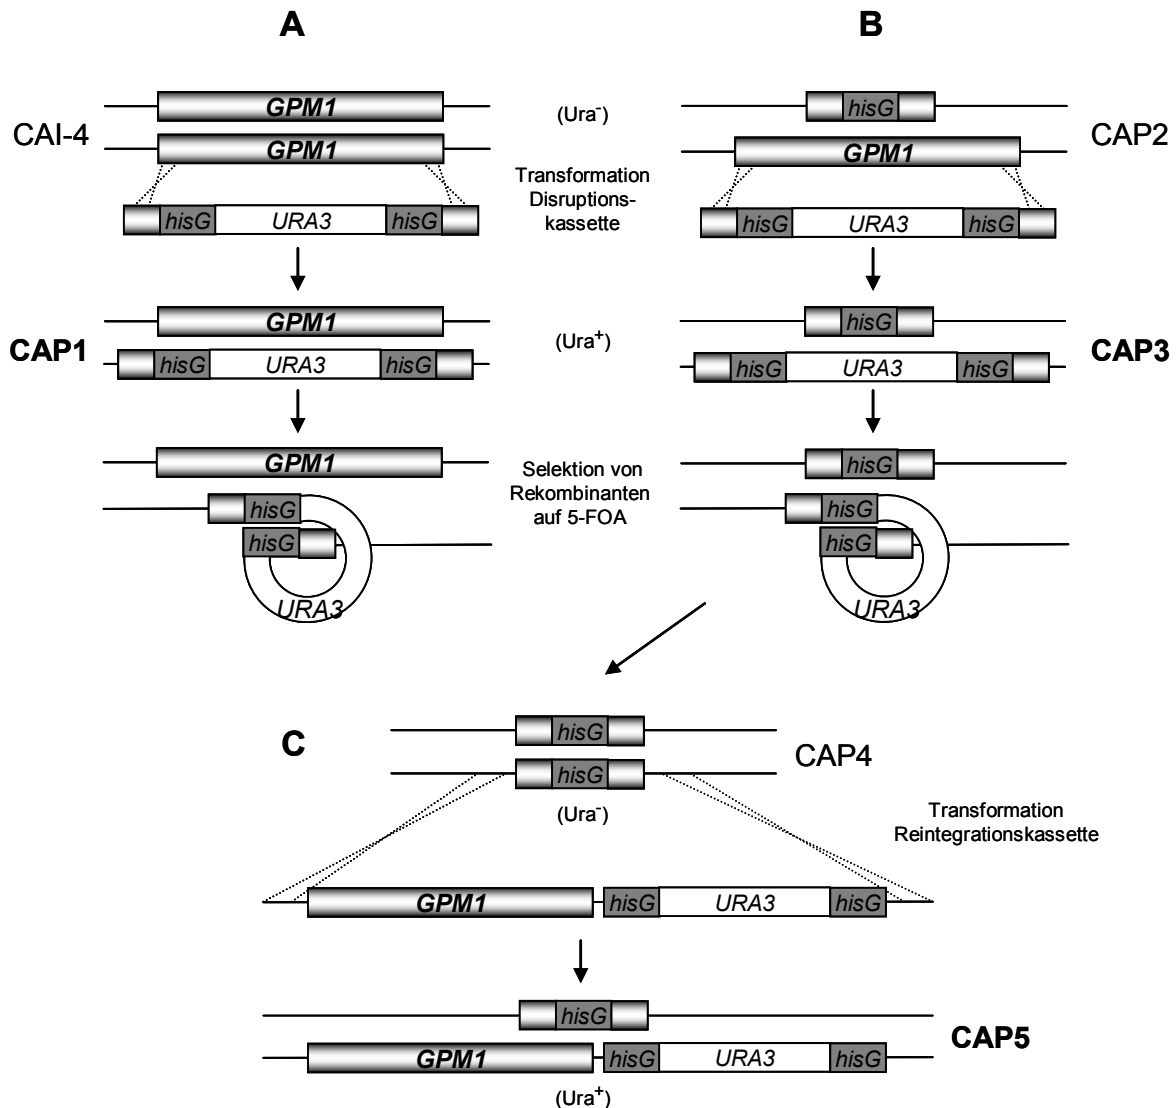 A
B
GPM1
(Ura⁻)
hisG
CAI-4
CAP2
GPM1
GPM1
Transformation
Disruptions-
kassette
hisG URA3 hisG
hisG URA3 hisG
GPM1
hisG
CAP1
(Ura⁺)
CAP3
hisG URA3 hisG
hisG URA3 hisG
GPM1
Selektion von
Rekombinanten
auf 5-FOA
hisG
hisG
hisG
URA3
hisG
hisG
URA3
C
hisG
CAP4
hisG
(Ura⁻)
Transformation
Reintegrationskassette
GPM1 hisG URA3 hisG
hisG
CAP5
GPM1 hisG URA3 hisG
(Ura⁺)